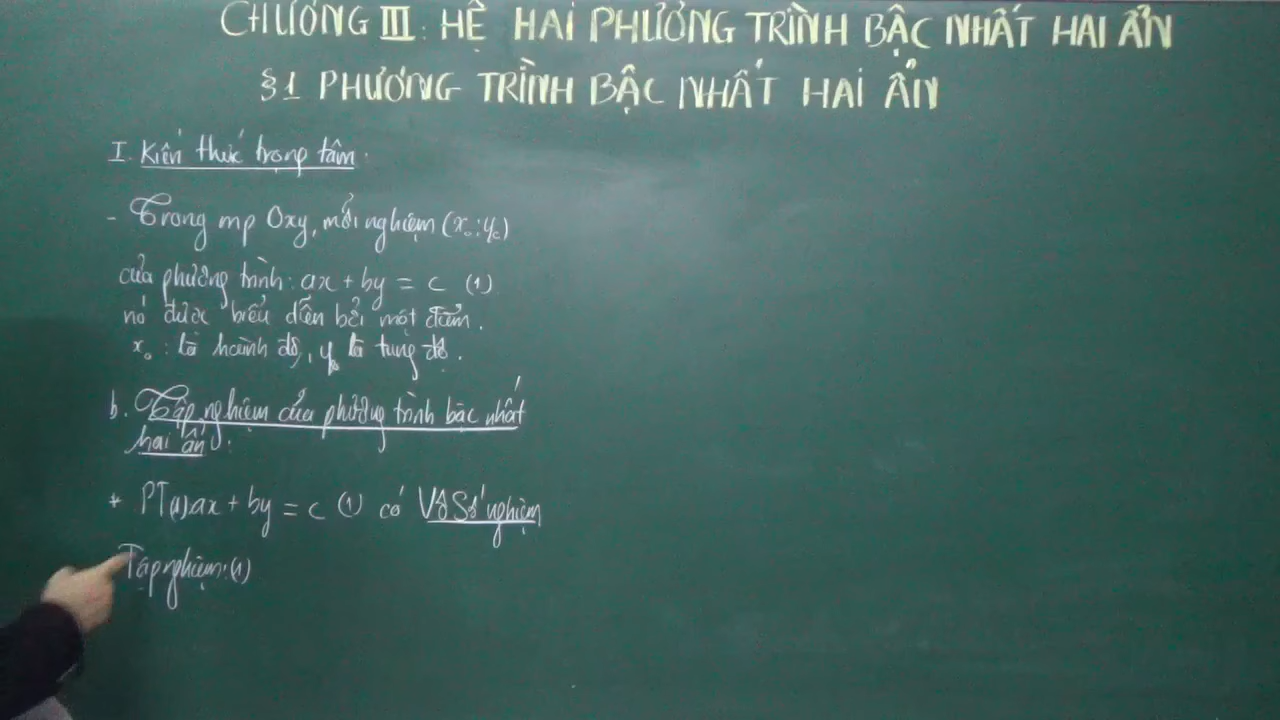 CHƯƠNG III: HỆ HAI PHƯƠNG TRÌNH BẬC NHẤT HAI ẨN
§1 PHƯƠNG TRÌNH BẬC NHẤT HAI ẨN
I. Kiến thức trọng tâm:
- Trong mp Oxy, mỗi nghiệm (x₀; y₀)
của phương trình: ax + by = c (1)
nó được biểu diễn bởi một điểm.
x₀: là hoành độ, y₀ là tung độ.
b. Tập nghiệm của phương trình bậc nhất
hai ẩn:
+ PT(1) ax + by = c (1) có Vô Số nghiệm
Tập nghiệm: (1)